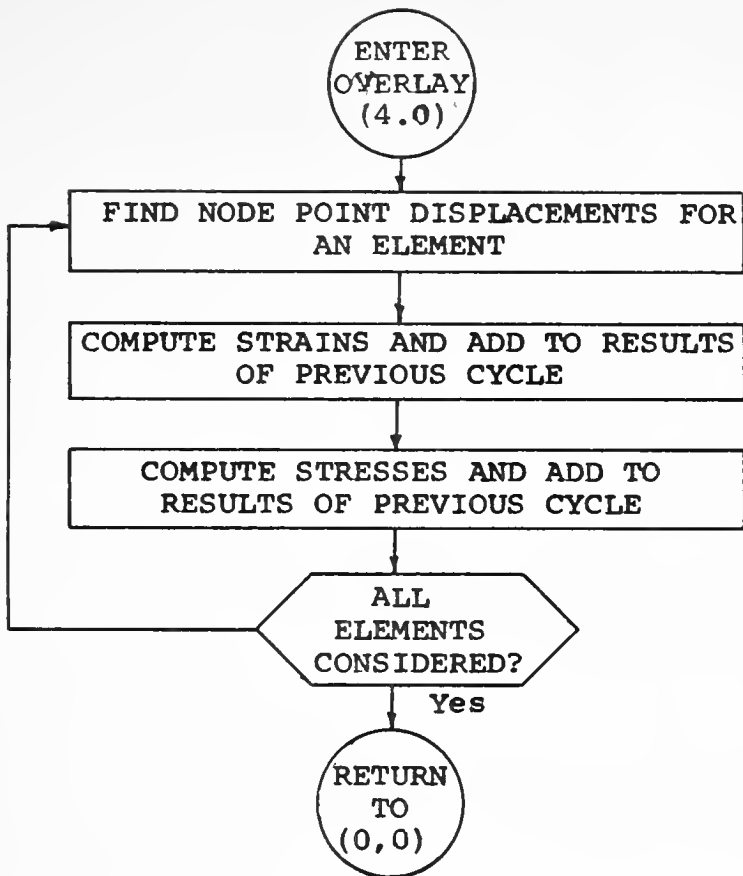 ENTER
OVERLAY
(4.0)
FIND NODE POINT DISPLACEMENTS FOR
AN ELEMENT
COMPUTE STRAINS AND ADD TO RESULTS
OF PREVIOUS CYCLE
COMPUTE STRESSES AND ADD TO
RESULTS OF PREVIOUS CYCLE
ALL
ELEMENTS
CONSIDERED?
Yes
RETURN
TO
(0,0)